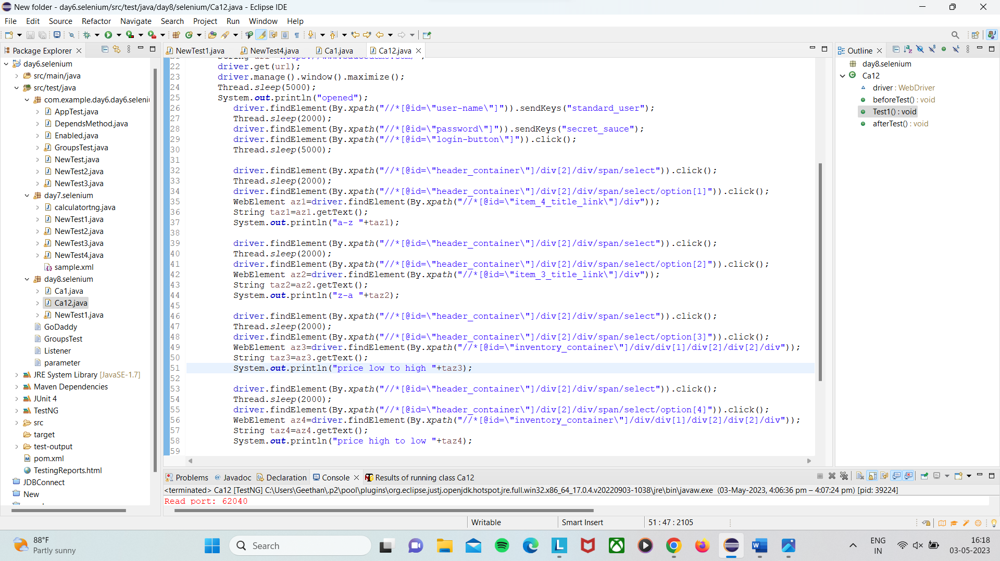 New folder - day6.selenium/src/test/java/day8/selenium/Ca12.java - Eclipse IDE
File Edit Source Refactor Navigate Search Project Run Window Help
Package Explorer
day6.selenium
src/main/java
src/test/java
com.example.day6.day6.seleni
AppTest.java
DependsMethod.java
Enabled.java
GroupsTest.java
NewTest.java
NewTest2.java
NewTest3.java
day7.selenium
calculatortng.java
NewTest1.java
NewTest2.java
NewTest3.java
NewTest4.java
sample.xml
day8.selenium
Ca1.java
Ca12.java
NewTest1.java
GoDaddy
GroupsTest
Listener
parameter
JRE System Library [JavaSE-1.7]
Maven Dependencies
JUnit 4
TestNG
src
target
test-output
pom.xml
TestingReports.html
JDBConnect
New
NewTest1.java NewTest4.java Ca1.java Ca12.java
22 driver.get(url);
23 driver.manage().window().maximize();
24 Thread.sleep(5000);
25 System.out.println("opened");
26 driver.findElement(By.xpath("//*[@id=\"user-name\"]")).sendKeys("standard_user");
27 Thread.sleep(2000);
28 driver.findElement(By.xpath("//*[@id=\"password\"]")).sendKeys("secret_sauce");
29 driver.findElement(By.xpath("//*[@id=\"login-button\"]")).click();
30 Thread.sleep(5000);
31
32 driver.findElement(By.xpath("//*[@id=\"header_container\"]/div[2]/div/span/select")).click();
33 Thread.sleep(2000);
34 driver.findElement(By.xpath("//*[@id=\"header_container\"]/div[2]/div/span/select/option[1]")).click();
35 WebElement az1=driver.findElement(By.xpath("//*[@id=\"item_4_title_link\"]/div"));
36 String taz1=az1.getText();
37 System.out.println("a-z "+taz1);
38
39 driver.findElement(By.xpath("//*[@id=\"header_container\"]/div[2]/div/span/select")).click();
40 Thread.sleep(2000);
41 driver.findElement(By.xpath("//*[@id=\"header_container\"]/div[2]/div/span/select/option[2]")).click();
42 WebElement az2=driver.findElement(By.xpath("//*[@id=\"item_3_title_link\"]/div"));
43 String taz2=az2.getText();
44 System.out.println("z-a "+taz2);
45
46 driver.findElement(By.xpath("//*[@id=\"header_container\"]/div[2]/div/span/select")).click();
47 Thread.sleep(2000);
48 driver.findElement(By.xpath("//*[@id=\"header_container\"]/div[2]/div/span/select/option[3]")).click();
49 WebElement az3=driver.findElement(By.xpath("//*[@id=\"inventory_container\"]/div/div[1]/div[2]/div[2]/div"));
50 String taz3=az3.getText();
51 System.out.println("price low to high "+taz3);
52
53 driver.findElement(By.xpath("//*[@id=\"header_container\"]/div[2]/div/span/select")).click();
54 Thread.sleep(2000);
55 driver.findElement(By.xpath("//*[@id=\"header_container\"]/div[2]/div/span/select/option[4]")).click();
56 WebElement az4=driver.findElement(By.xpath("//*[@id=\"inventory_container\"]/div/div[1]/div[2]/div[2]/div"));
57 String taz4=az4.getText();
58 System.out.println("price high to low "+taz4);
59
Outline
day8.selenium
Ca12
driver : WebDriver
beforeTest() : void
Test1() : void
afterTest() : void
Problems Javadoc Declaration Console Results of running class Ca12
<terminated> Ca12 [TestNG] C:\Users\Geethan\.p2\pool\plugins\org.eclipse.justj.openjdk.hotspot.jre.full.win32.x86_64_17.0.4.v20220903-1038\jre\bin\javaw.exe (03-May-2023, 4:06:36 pm – 4:07:24 pm) [pid: 39224]
Read port: 62040
Writable Smart Insert 51 : 47 : 2105
88°F
Partly sunny
Search
ENG
IN
16:18
03-05-2023